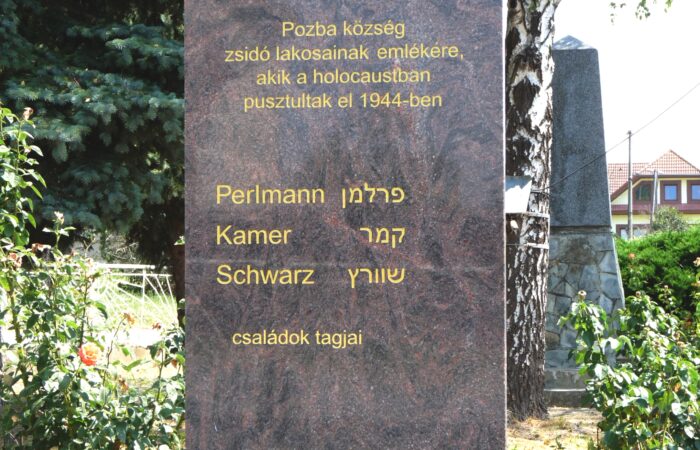 Pozba község
zsidó lakosainak emlékére,
akik a holocaustban
pusztultak el 1944-ben
Perlmann פרלמן
Kamer קמר
Schwarz שוורץ
családok tagjai